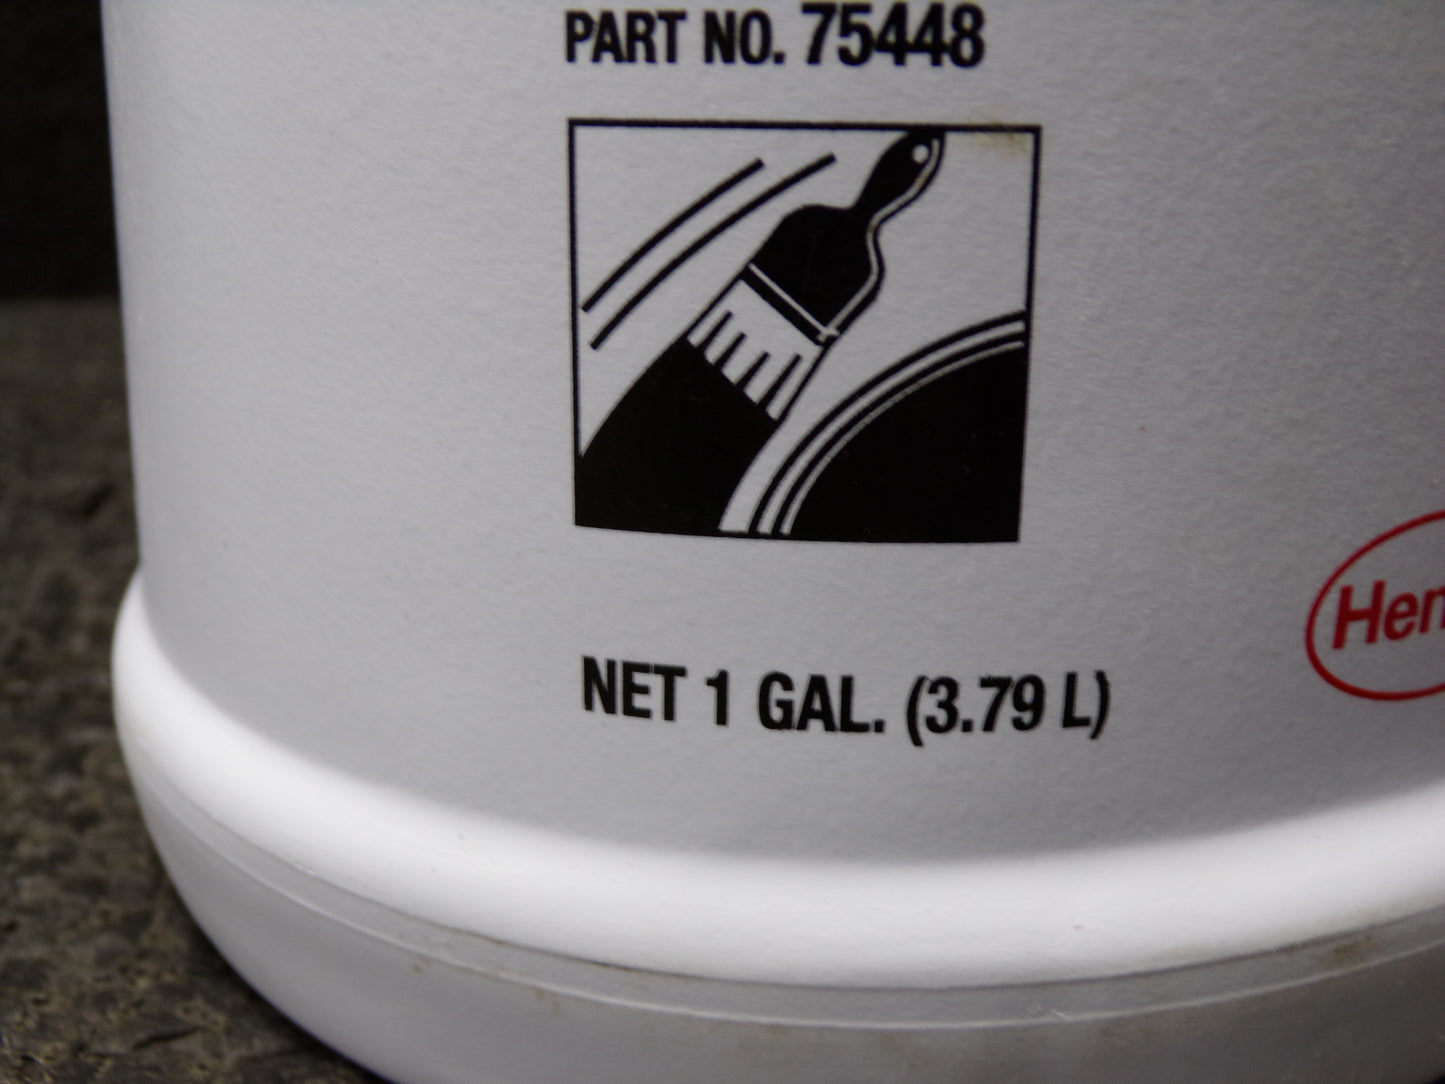 PART NO. 75448
NET 1 GAL. (3.79 L)
Hen